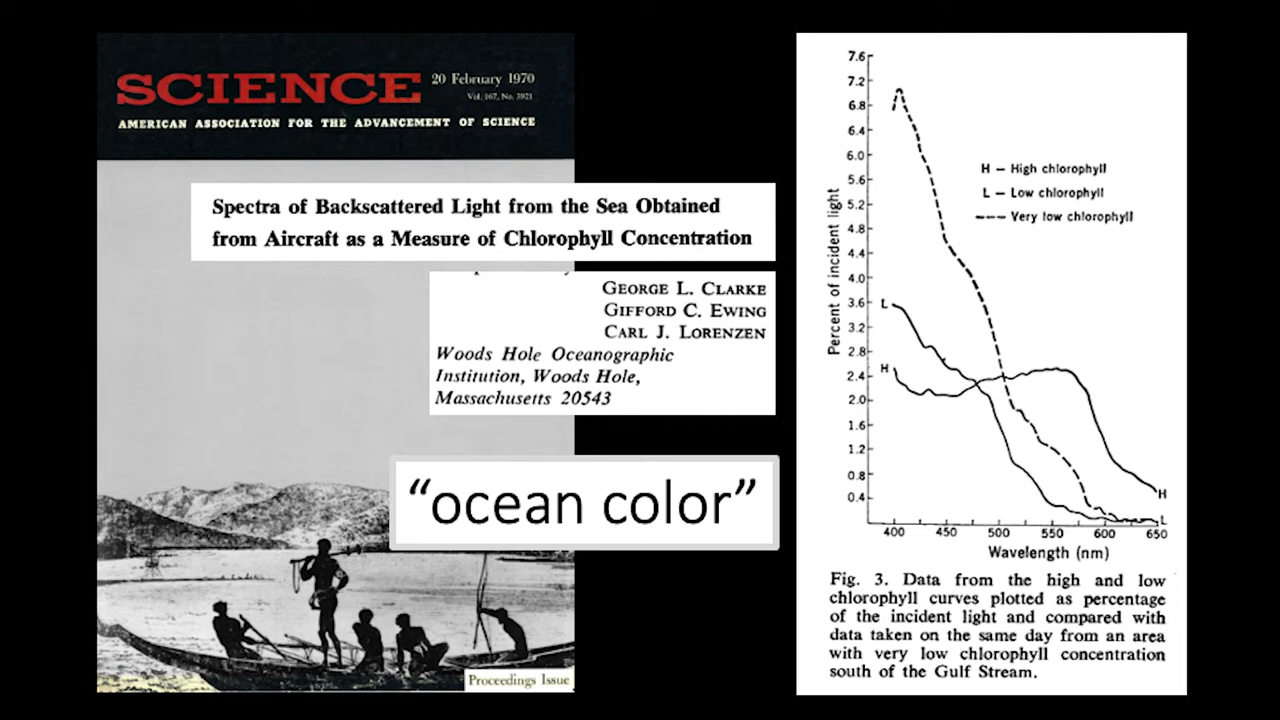 SCIENCE
20 February 1970
Vol. 167, No. 3921
AMERICAN ASSOCIATION FOR THE ADVANCEMENT OF SCIENCE
Spectra of Backscattered Light from the Sea Obtained
from Aircraft as a Measure of Chlorophyll Concentration
GEORGE L. CLARKE
GIFFORD C. EWING
CARL J. LORENZEN
Woods Hole Oceanographic
Institution, Woods Hole,
Massachusetts 20543
“ocean color”
Proceedings Issue
7.6
7.2
6.8
6.4
6.0
5.6
5.2
4.8
4.4
4.0
3.6
3.2
2.8
2.4
2.0
1.6
1.2
0.8
0.4
Percent of incident light
H — High chlorophyll
L — Low chlorophyll
---- Very low chlorophyll
L
H
H
L
400 450 500 550 600 650
Wavelength (nm)
Fig. 3. Data from the high and low
chlorophyll curves plotted as percentage
of the incident light and compared with
data taken on the same day from an area
with very low chlorophyll concentration
south of the Gulf Stream.